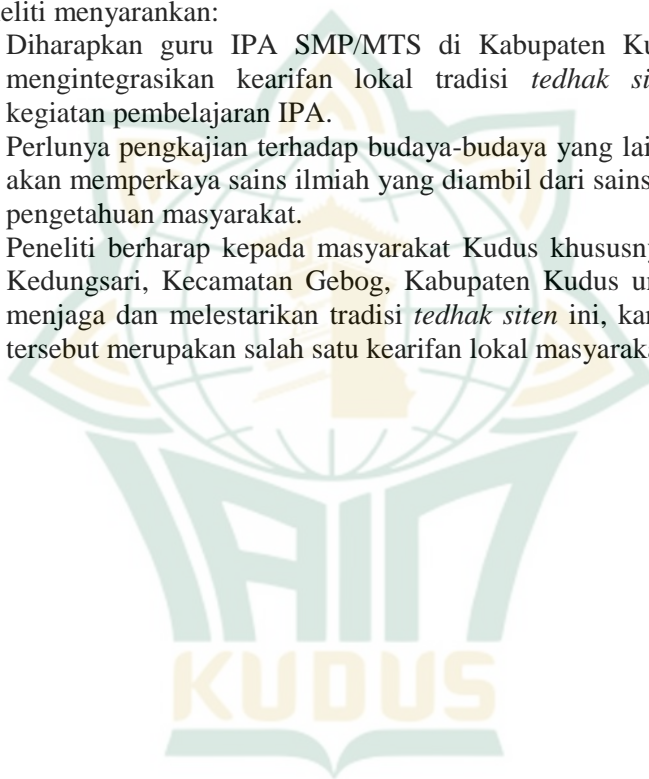 eliti menyarankan:
Diharapkan guru IPA SMP/MTS di Kabupaten Ku
mengintegrasikan kearifan lokal tradisi tedhak si
kegiatan pembelajaran IPA.
Perlunya pengkajian terhadap budaya-budaya yang lai
akan memperkaya sains ilmiah yang diambil dari sains
pengetahuan masyarakat.
Peneliti berharap kepada masyarakat Kudus khususny
Kedungsari, Kecamatan Gebog, Kabupaten Kudus u
menjaga dan melestarikan tradisi tedhak siten ini, kar
tersebut merupakan salah satu kearifan lokal masyaraka
IAIN
KUDUS